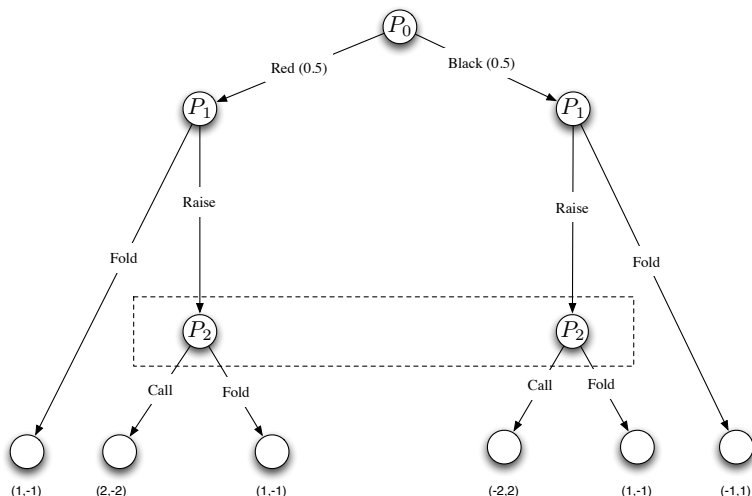 P0
Red (0.5)
Black (0.5)
P1
P1
Raise
Raise
Fold
Fold
P2
P2
Call
Fold
Call
Fold
(1,-1)
(2,-2)
(1,-1)
(-2,2)
(1,-1)
(-1,1)